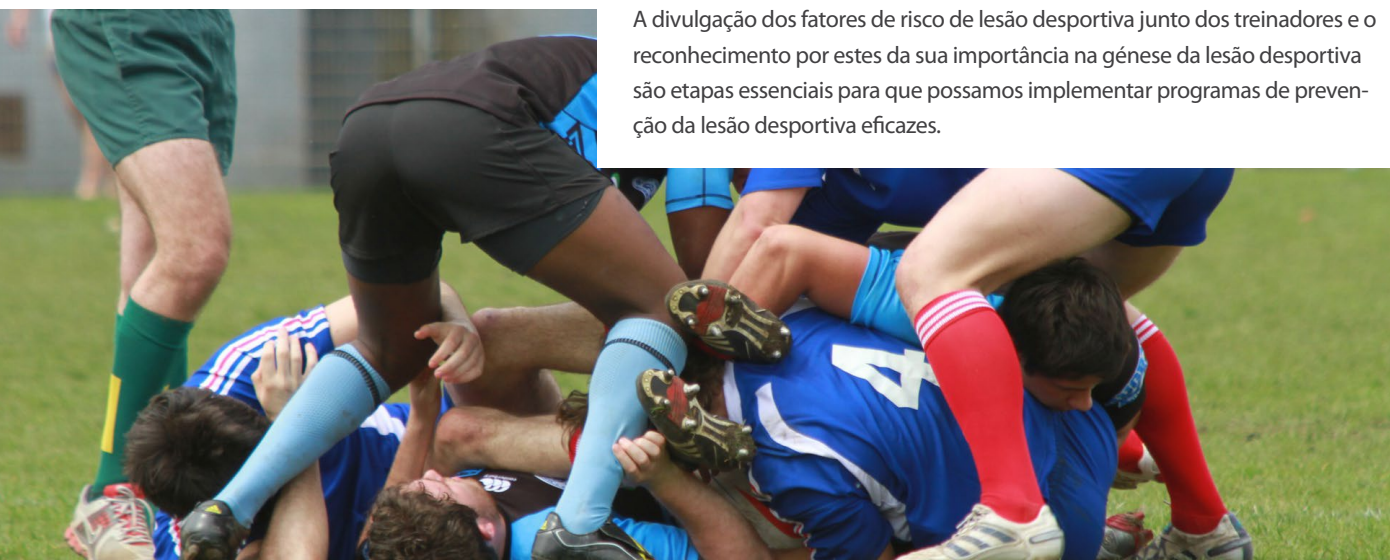 A divulgação dos fatores de risco de lesão desportiva junto dos treinadores e o
reconhecimento por estes da sua importância na génese da lesão desportiva
são etapas essenciais para que possamos implementar programas de preven-
ção da lesão desportiva eficazes.
4